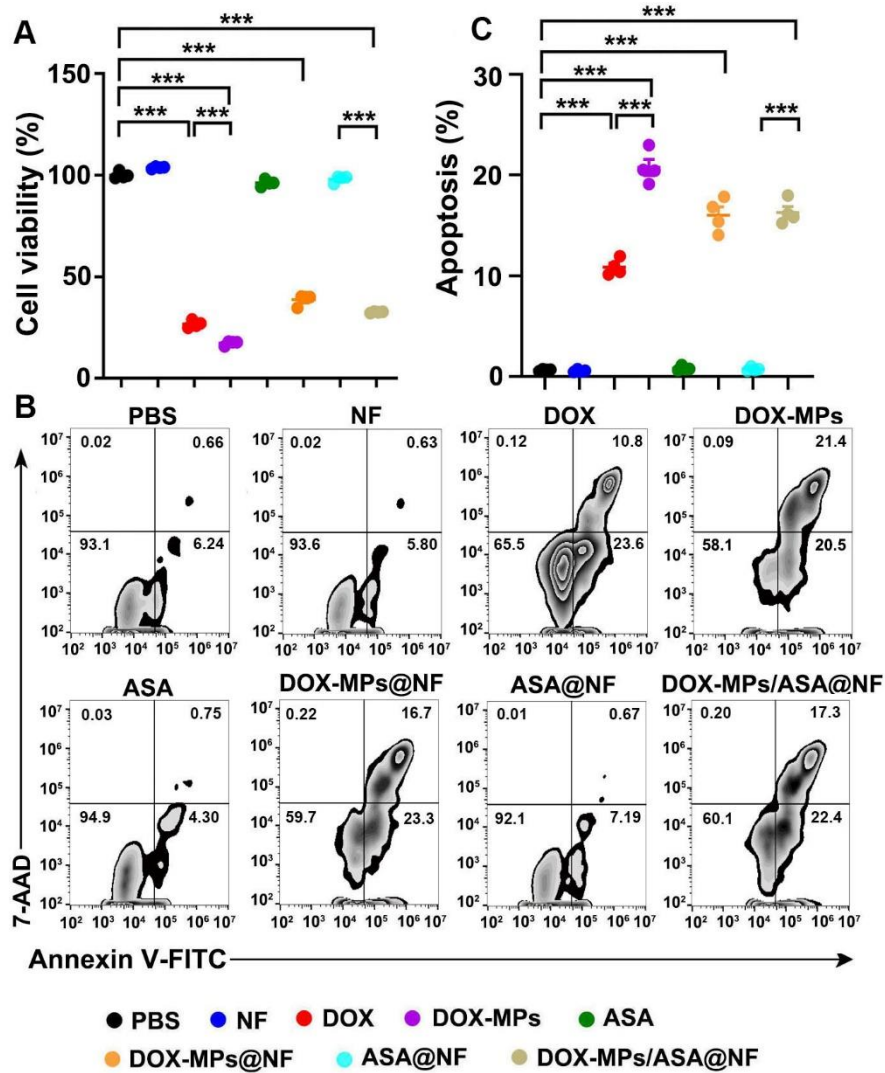 A
***
***
***
*** ***
***
Cell viability (%)
150
100
50
0
C
***
***
***
*** ***
***
Apoptosis (%)
30
20
10
0
B
PBS NF DOX DOX-MPs
0.02 0.66 0.02 0.63 0.12 10.8 0.09 21.4
93.1 6.24 93.6 5.80 65.5 23.6 58.1 20.5
10⁷ 10⁷ 10⁷ 10⁷
10⁶ 10⁶ 10⁶ 10⁶
10⁵ 10⁵ 10⁵ 10⁵
10⁴ 10⁴ 10⁴ 10⁴
10³ 10³ 10³ 10³
10² 10² 10² 10²
10² 10³ 10⁴ 10⁵ 10⁶ 10⁷ 10² 10³ 10⁴ 10⁵ 10⁶ 10⁷ 10² 10³ 10⁴ 10⁵ 10⁶ 10⁷ 10² 10³ 10⁴ 10⁵ 10⁶ 10⁷
ASA DOX-MPs@NF ASA@NF DOX-MPs/ASA@NF
0.03 0.75 0.22 16.7 0.01 0.67 0.20 17.3
94.9 4.30 59.7 23.3 92.1 7.19 60.1 22.4
10⁷ 10⁷ 10⁷ 10⁷
10⁶ 10⁶ 10⁶ 10⁶
10⁵ 10⁵ 10⁵ 10⁵
10⁴ 10⁴ 10⁴ 10⁴
10³ 10³ 10³ 10³
10² 10² 10² 10²
10² 10³ 10⁴ 10⁵ 10⁶ 10⁷ 10² 10³ 10⁴ 10⁵ 10⁶ 10⁷ 10² 10³ 10⁴ 10⁵ 10⁶ 10⁷ 10² 10³ 10⁴ 10⁵ 10⁶ 10⁷
7-AAD
Annexin V-FITC
PBS NF DOX DOX-MPs ASA
DOX-MPs@NF ASA@NF DOX-MPs/ASA@NF